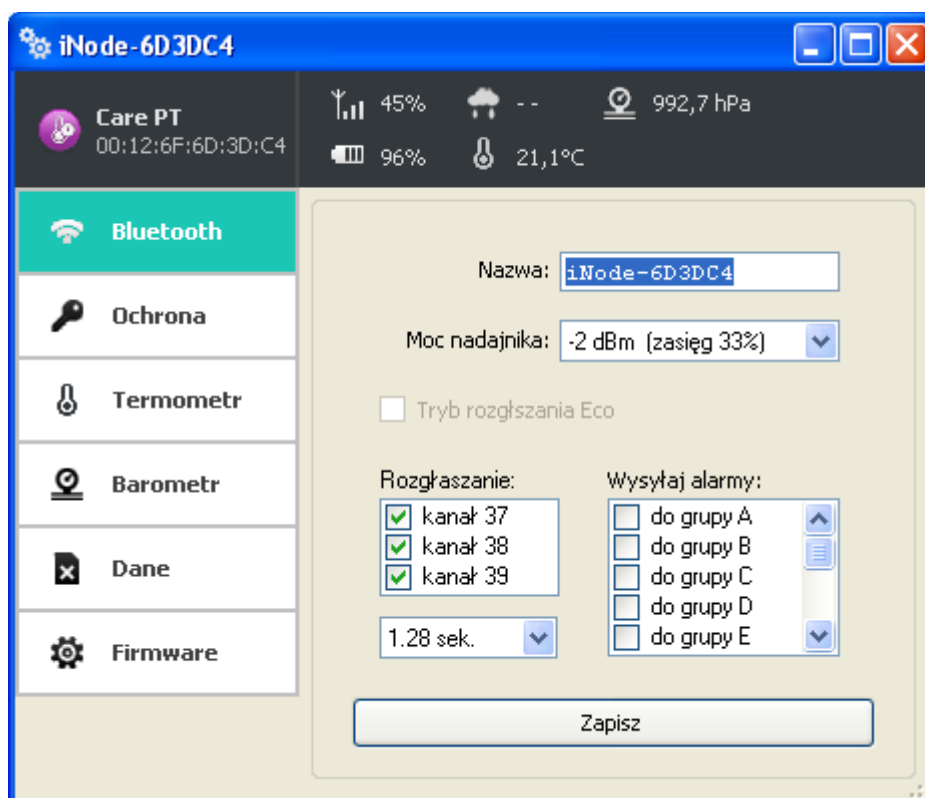 iNode-6D3DC4
Care PT
00:12:6F:6D:3D:C4
45% -- 992,7 hPa
96% 21,1°C
Bluetooth
Ochrona
Termometr
Barometr
Dane
Firmware
Nazwa: iNode-6D3DC4
Moc nadajnika: -2 dBm (zasięg 33%)
Tryb rozgłszania Eco
Rozgłaszanie:
kanał 37
kanał 38
kanał 39
1.28 sek.
Wysyłaj alarmy:
do grupy A
do grupy B
do grupy C
do grupy D
do grupy E
Zapisz